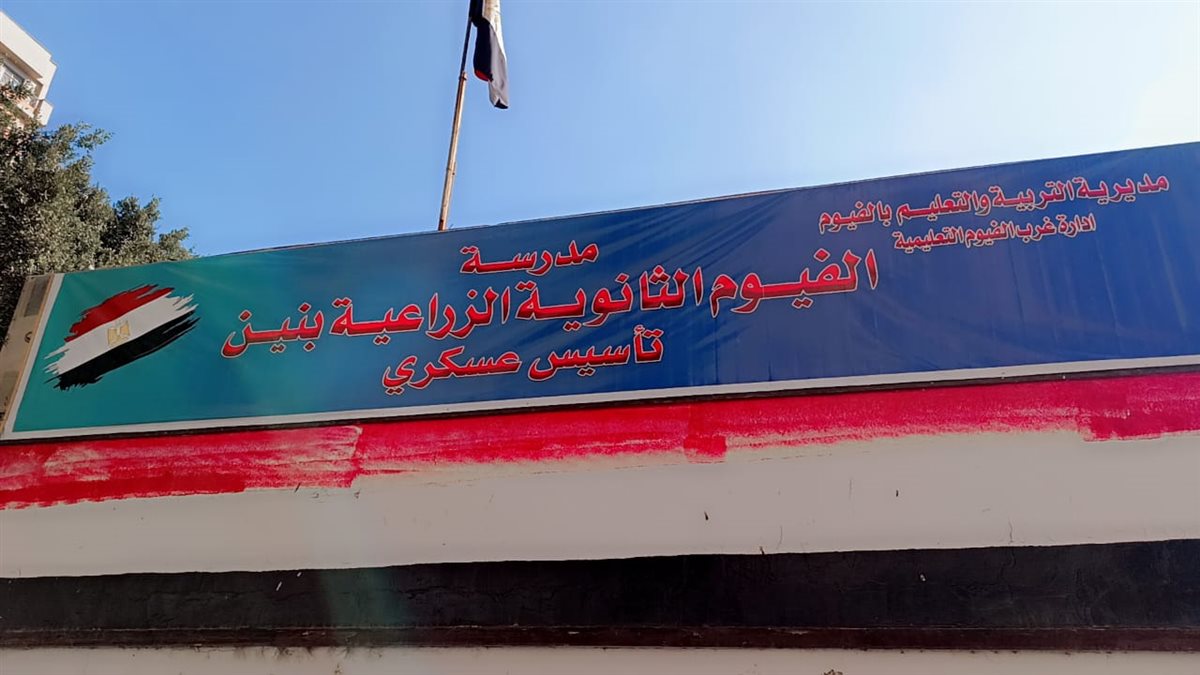 مديرية التربية والتعليم بالفيوم
ادارة غرب الفيوم التعليمية
مدرسة
الفيوم الثانوية الزراعية بنين
تأسيس عسكري